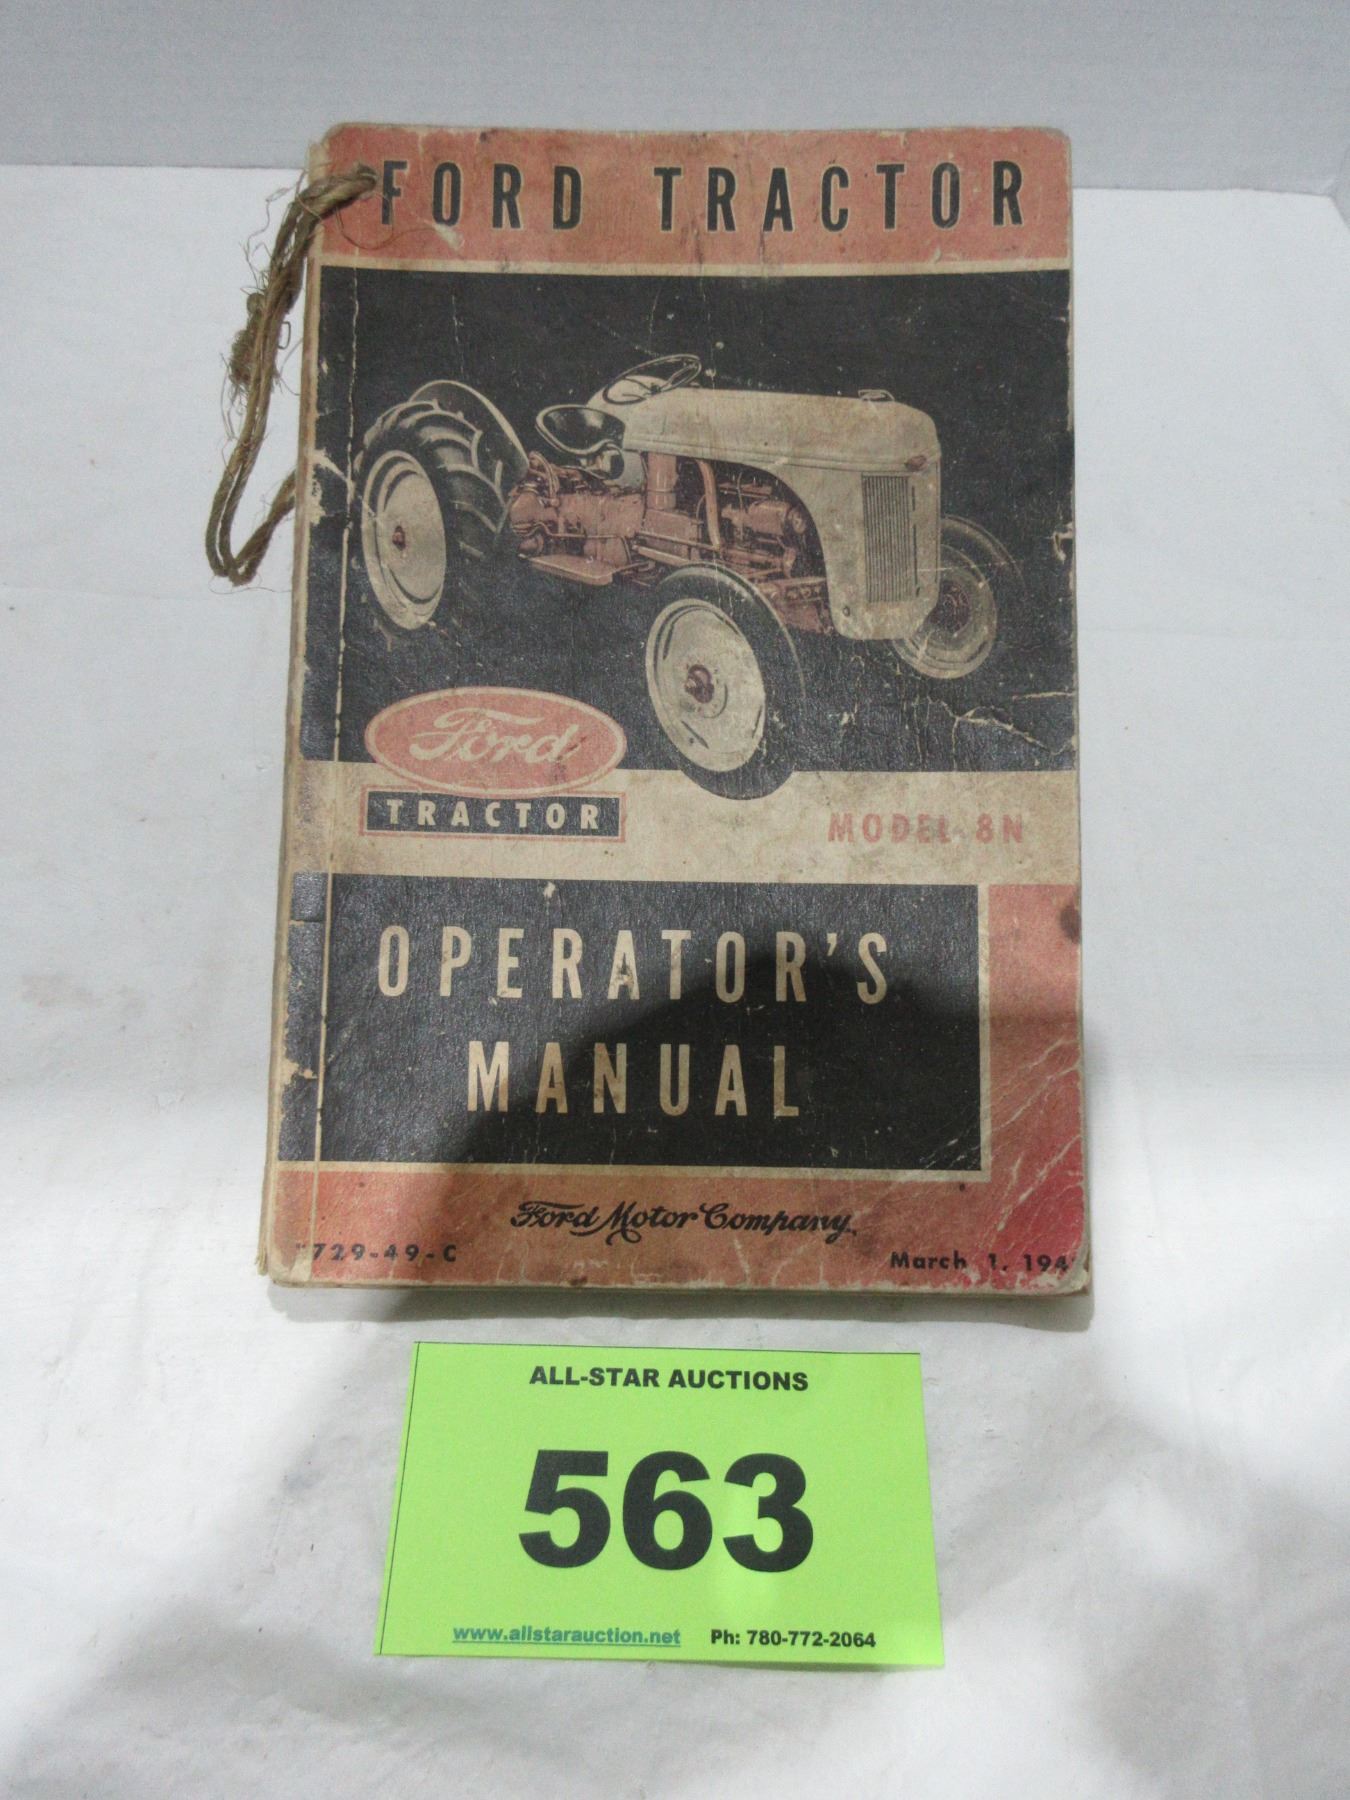 FORD TRACTOR
Ford
TRACTOR
MODEL 8N
OPERATOR'S
MANUAL
Ford Motor Company
729-49-C
March 1, 194
ALL-STAR AUCTIONS
563
www.allstarauction.net Ph: 780-772-2064